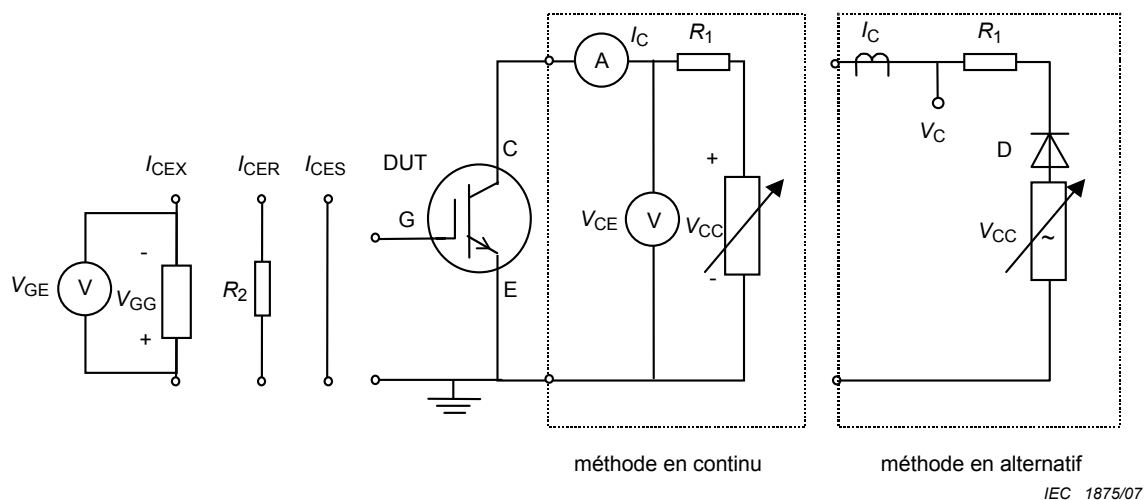 I_C
R_1
I_C
R_1
A
C
V_C
+
D
I_CEX
I_CER
I_CES
DUT
G
V_CE
V
V_CC
V_CC
~
-
V_GE
V
V_GG
R_2
E
-
+
méthode en continu
méthode en alternatif
IEC 1875/07